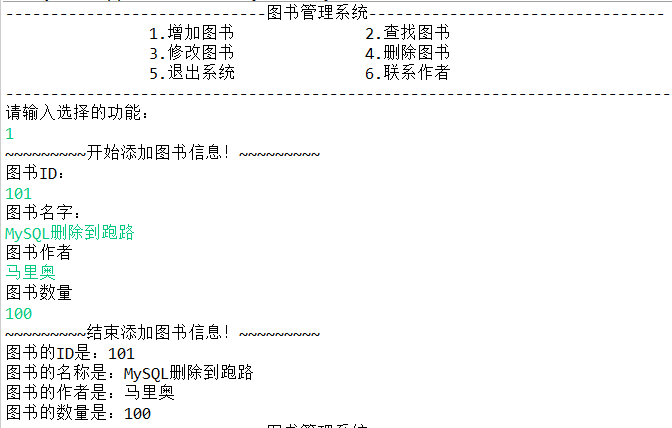 -----------------------------图书管理系统---------------------------------
1.增加图书 2.查找图书
3.修改图书 4.删除图书
5.退出系统 6.联系作者
--------------------------------------------------------------------------
请输入选择的功能：
1
~~~~~~~~~开始添加图书信息！~~~~~~~~~
图书ID：
101
图书名字：
MySQL删除到跑路
图书作者
马里奥
图书数量
100
~~~~~~~~~结束添加图书信息！~~~~~~~~~
图书的ID是：101
图书的名称是：MySQL删除到跑路
图书的作者是：马里奥
图书的数量是：100
图书管理系统